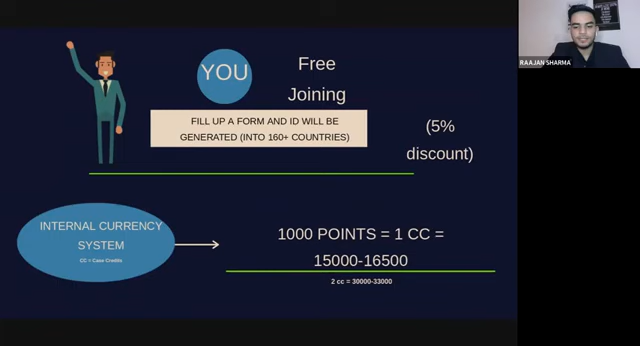 YOU
Free
Joining
FILL UP A FORM AND ID WILL BE
GENERATED (INTO 160+ COUNTRIES)
(5%
discount)
INTERNAL CURRENCY
SYSTEM
CC = Case Credits
1000 POINTS = 1 CC =
15000-16500
2 cc = 30000-33000
RAAJAN SHARMA